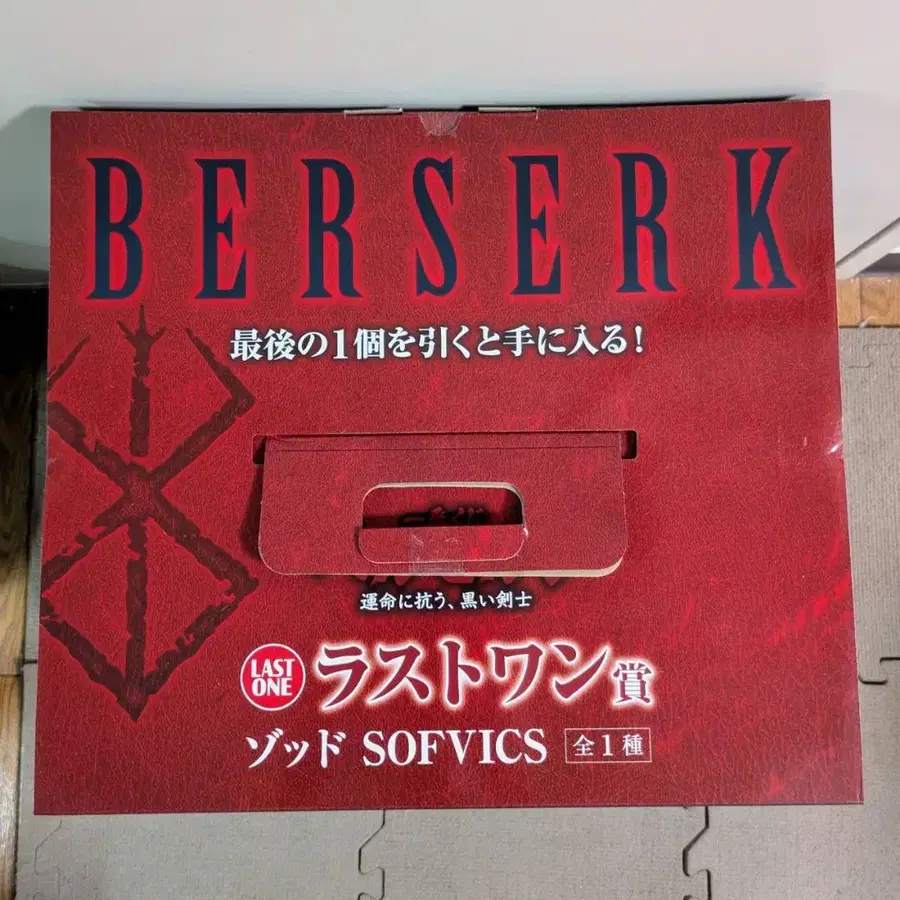 BERSERK
最後の1個を引くと手に入る!
運命に抗う、黒い剣士
LAST ONE ラストワン賞
ゾッド SOFVICS 全1種